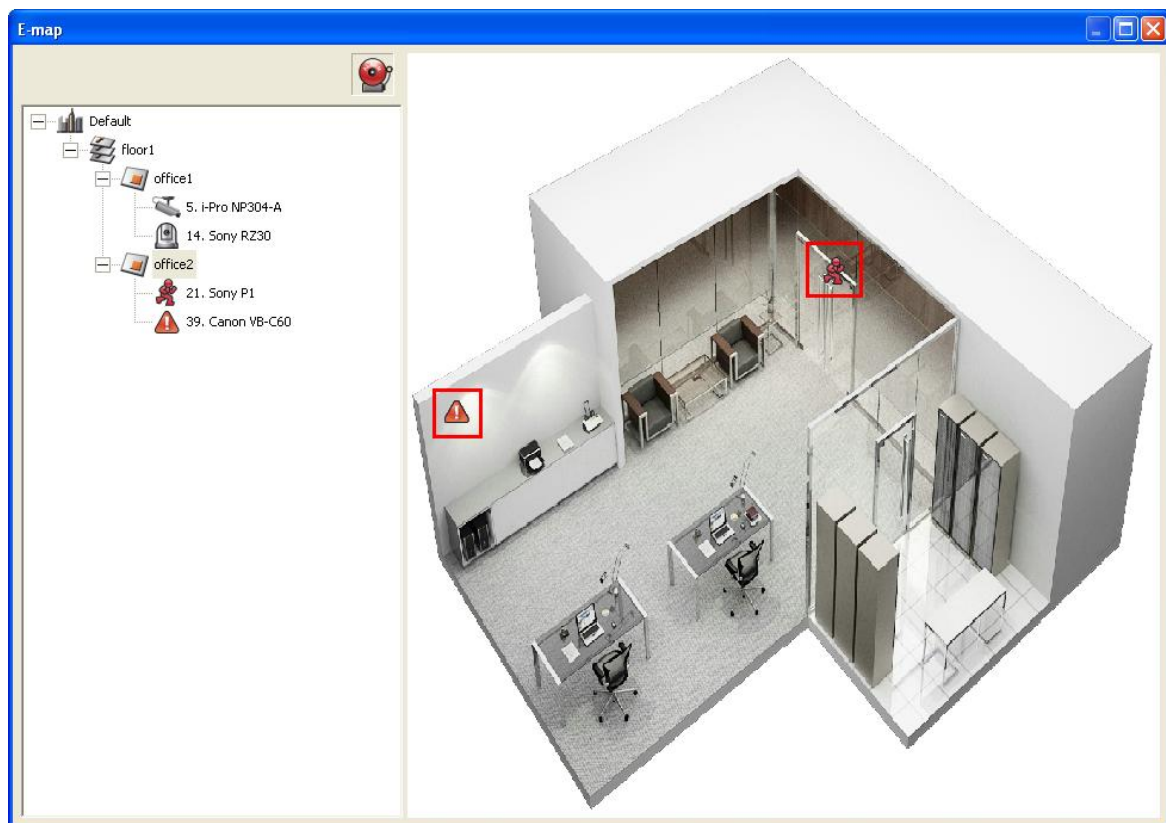 E-map
Default
floor1
office1
5. i-Pro NP304-A
14. Sony RZ30
office2
21. Sony P1
39. Canon VB-C60